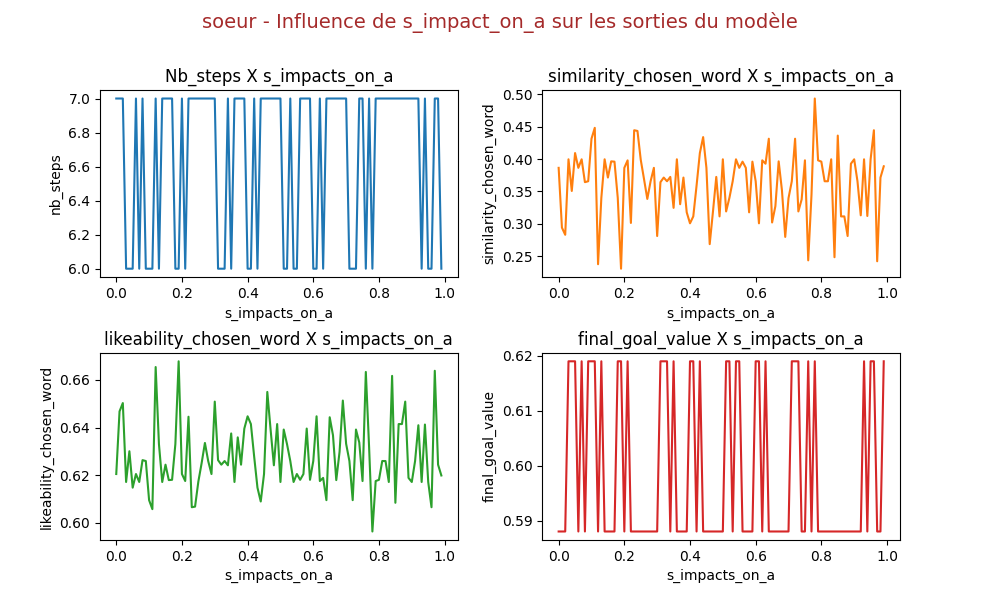 soeur - Influence de s_impact_on_a sur les sorties du modèle
Nb_steps X s_impacts_on_a
nb_steps
7.0
6.8
6.6
6.4
6.2
6.0
0.0 0.2 0.4 0.6 0.8 1.0
s_impacts_on_a
similarity_chosen_word X s_impacts_on_a
similarity_chosen_word
0.50
0.45
0.40
0.35
0.30
0.25
0.0 0.2 0.4 0.6 0.8 1.0
s_impacts_on_a
likeability_chosen_word X s_impacts_on_a
likeability_chosen_word
0.66
0.64
0.62
0.60
0.0 0.2 0.4 0.6 0.8 1.0
s_impacts_on_a
final_goal_value X s_impacts_on_a
final_goal_value
0.62
0.61
0.60
0.59
0.0 0.2 0.4 0.6 0.8 1.0
s_impacts_on_a